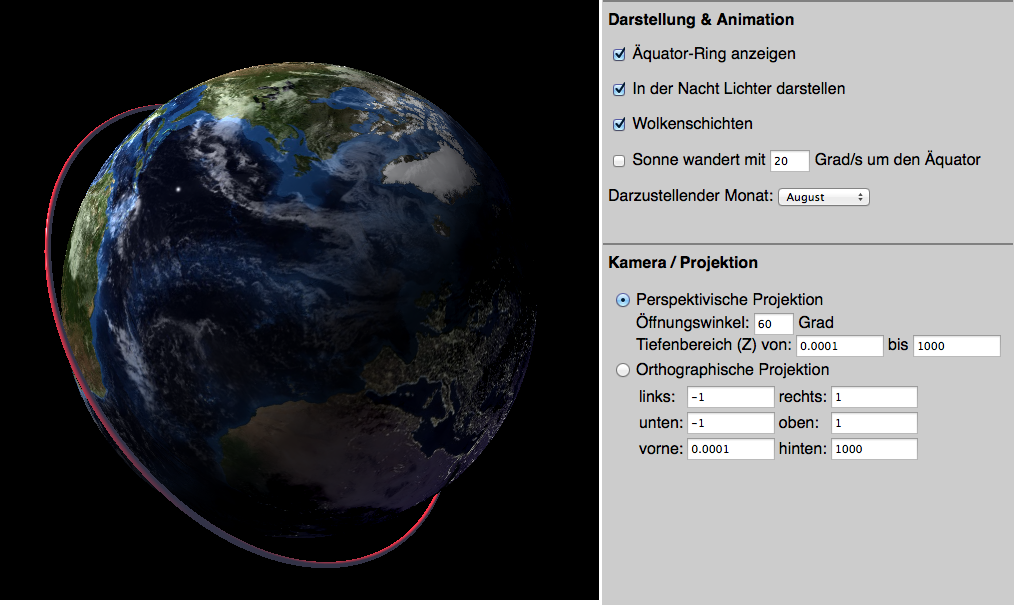 Darstellung & Animation
Äquator-Ring anzeigen
In der Nacht Lichter darstellen
Wolkenschichten
Sonne wandert mit 20 Grad/s um den Äquator
Darzustellender Monat: August
Kamera / Projektion
Perspektivische Projektion
Öffnungswinkel: 60 Grad
Tiefenbereich (Z) von: 0.0001 bis 1000
Orthographische Projektion
links: -1 rechts: 1
unten: -1 oben: 1
vorne: 0.0001 hinten: 1000